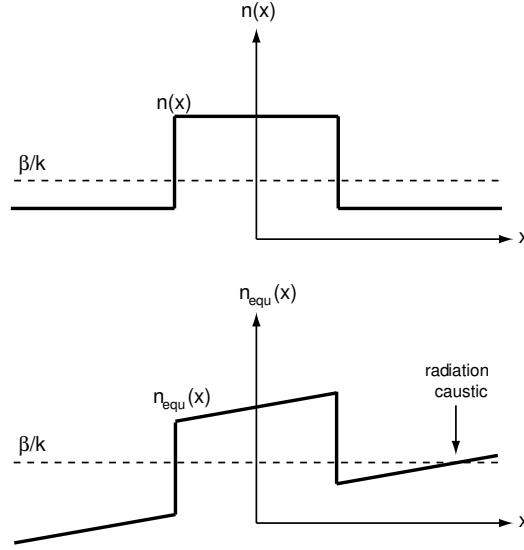 n(x)
n(x)
β/k
x
n_equ(x)
radiation
caustic
n_equ(x)
β/k
x